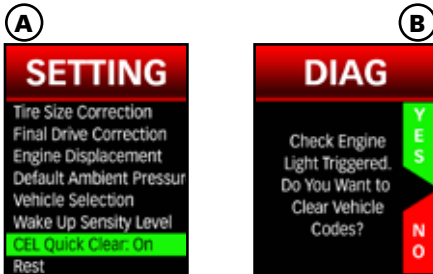 A
SETTING
Tire Size Correction
Final Drive Correction
Engine Displacement
Default Ambient Pressur
Vehicle Selection
Wake Up Sensity Level
CEL Quick Clear: On
Rest
B
DIAG
Check Engine
Light Triggered.
Do You Want to
Clear Vehicle
Codes?
YES
NO